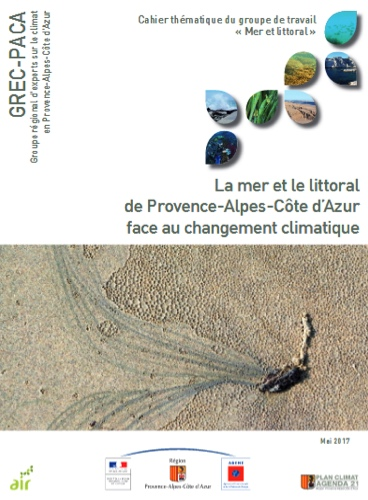 GREC-PACA
Groupe régional d'experts sur le climat
en Provence-Alpes-Côte d'Azur
Cahier thématique du groupe de travail
« Mer et littoral »
La mer et le littoral
de Provence-Alpes-Côte d'Azur
face au changement climatique
Mai 2017
air
Région
Provence-Alpes-Côte d'Azur
ADEME
PLAN CLIMAT
AGENDA 21